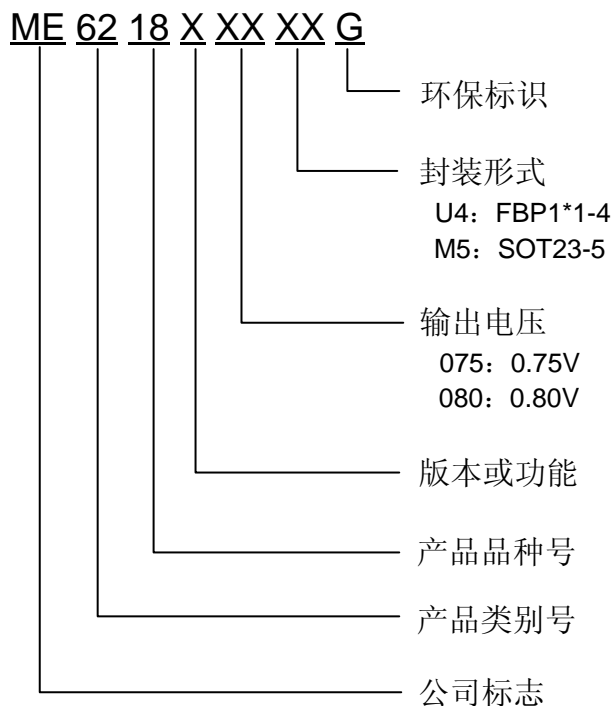 ME 62 18 X XX XX G
环保标识
封装形式
U4：FBP1*1-4
M5：SOT23-5
输出电压
075：0.75V
080：0.80V
版本或功能
产品品种号
产品类别号
公司标志